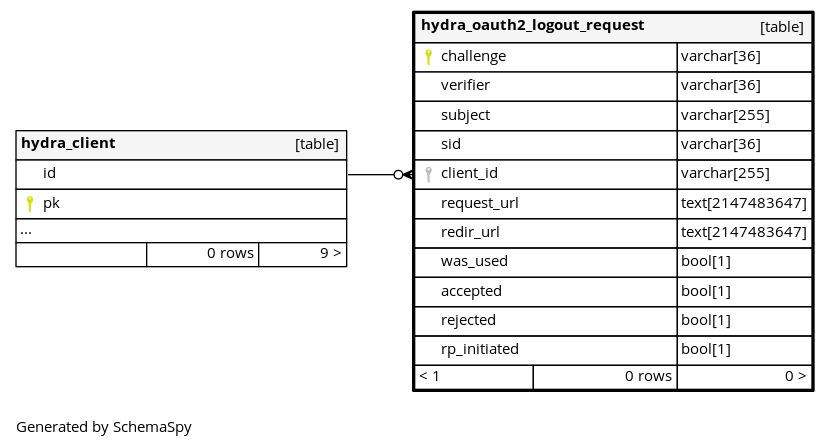 hydra_client [table]
id
pk
...
0 rows 9 >
hydra_oauth2_logout_request [table]
challenge varchar[36]
verifier varchar[36]
subject varchar[255]
sid varchar[36]
client_id varchar[255]
request_url text[2147483647]
redir_url text[2147483647]
was_used bool[1]
accepted bool[1]
rejected bool[1]
rp_initiated bool[1]
< 1 0 rows 0 >
Generated by SchemaSpy